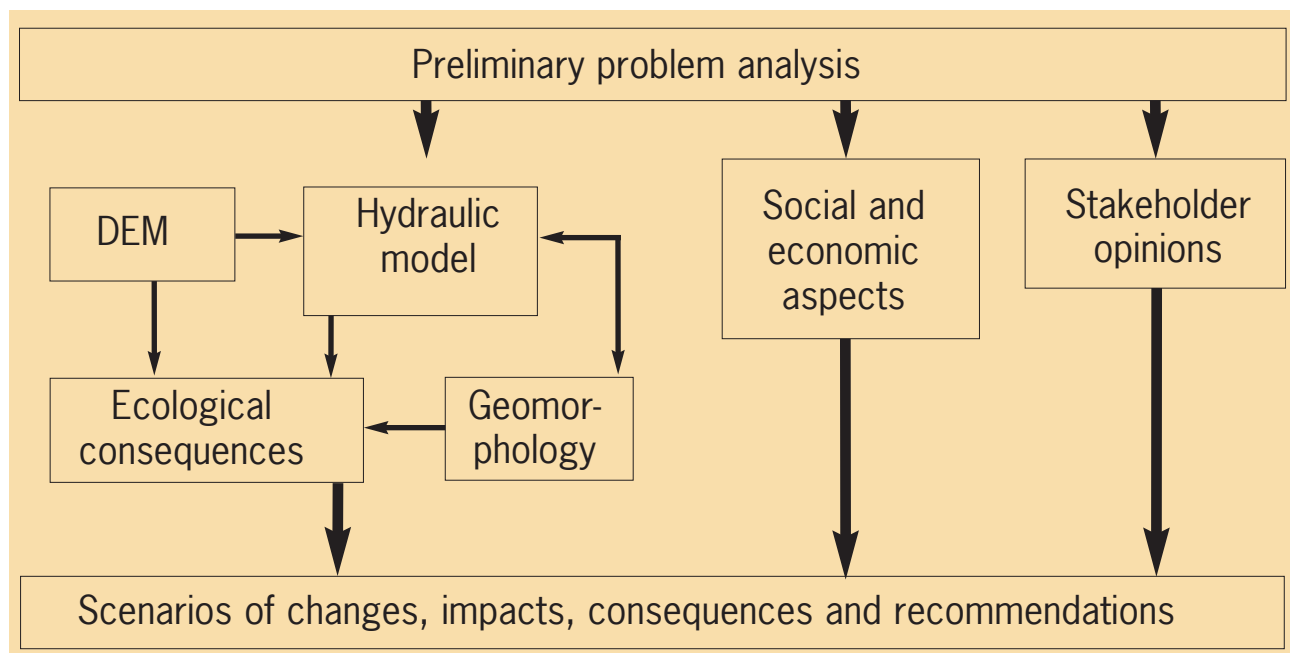 Preliminary problem analysis
DEM
Hydraulic
model
Social and
economic
aspects
Stakeholder
opinions
Ecological
consequences
Geomor-
phology
Scenarios of changes, impacts, consequences and recommendations